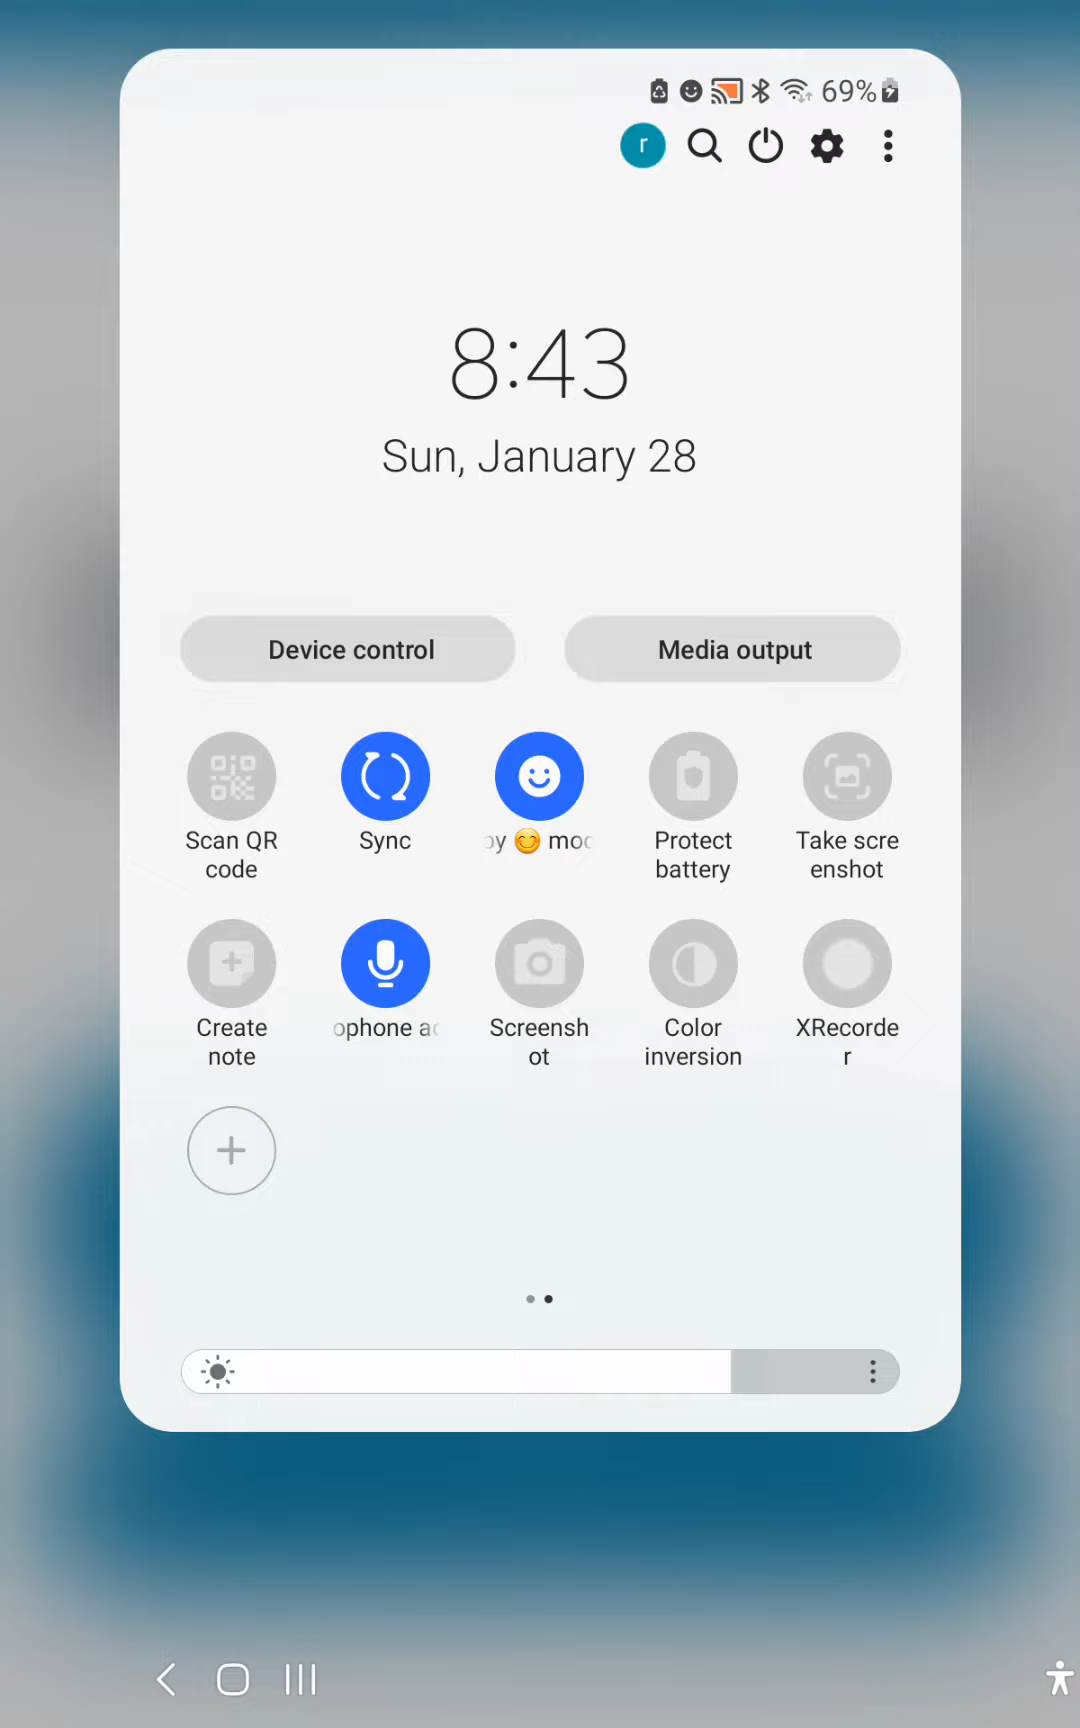 69%
r
8:43
Sun, January 28
Device control
Media output
Scan QR
code
Sync
😊
Protect
battery
Take scre
enshot
Create
note
Screensh
ot
Color
inversion
XRecorde
r